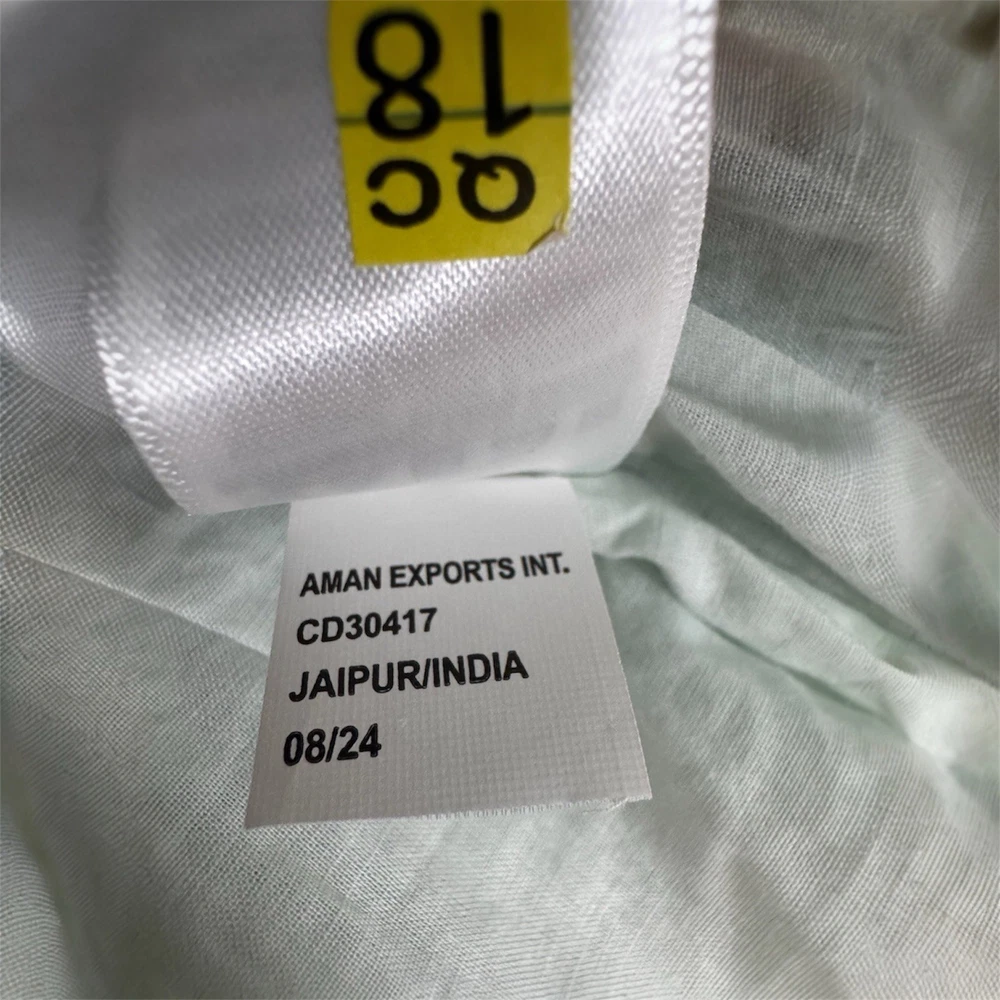 QC
18
AMAN EXPORTS INT.
CD30417
JAIPUR/INDIA
08/24